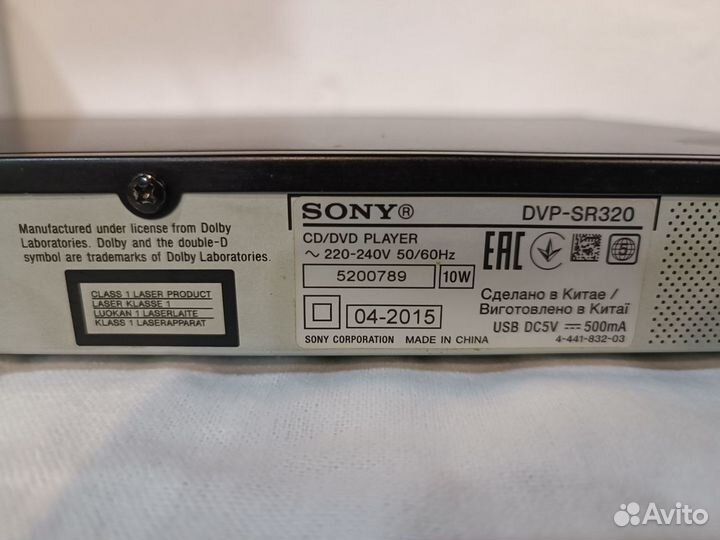 Manufactured under license from Dolby
Laboratories. Dolby and the double-D
symbol are trademarks of Dolby Laboratories.
CLASS 1 LASER PRODUCT
LASER KLASSE 1
LUOKAN 1 LASERLAITE
KLASS 1 LASERAPPARAT
SONY® DVP-SR320
CD/DVD PLAYER
~ 220-240V 50/60Hz
5200789 10W
04-2015
SONY CORPORATION MADE IN CHINA
EAC 5
Сделано в Китае /
Виготовлено в Китаї
USB DC5V ⎓ 500mA
4-441-832-03
Avito